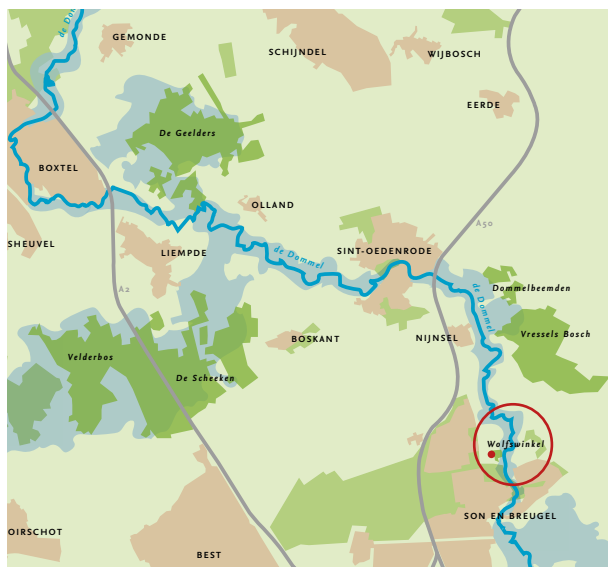 de Dommel
GEMONDE
SCHIJNDEL
WIJBOSCH
EERDE
De Geelders
BOXTEL
OLLAND
A50
SHEUVEL
LIEMPDE
de Dommel
SINT-OEDENRODE
A2
de Dommel
Dommelbeemden
Velderbos
BOSKANT
NIJNSEL
Vressels Bosch
De Scheeken
Wolfswinkel
SON EN BREUGEL
OIRSCHOT
BEST